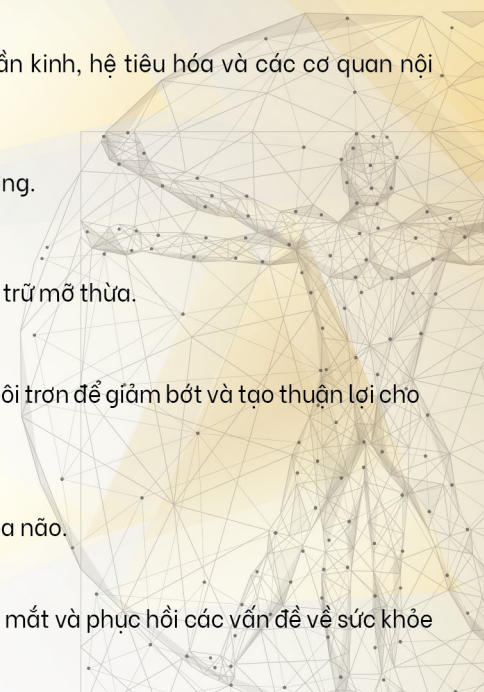 ần kinh, hệ tiêu hóa và các cơ quan nội
ng.
trữ mỡ thừa.
ôi trơn để giảm bớt và tạo thuận lợi cho
a não.
mắt và phục hồi các vấn đề về sức khỏe